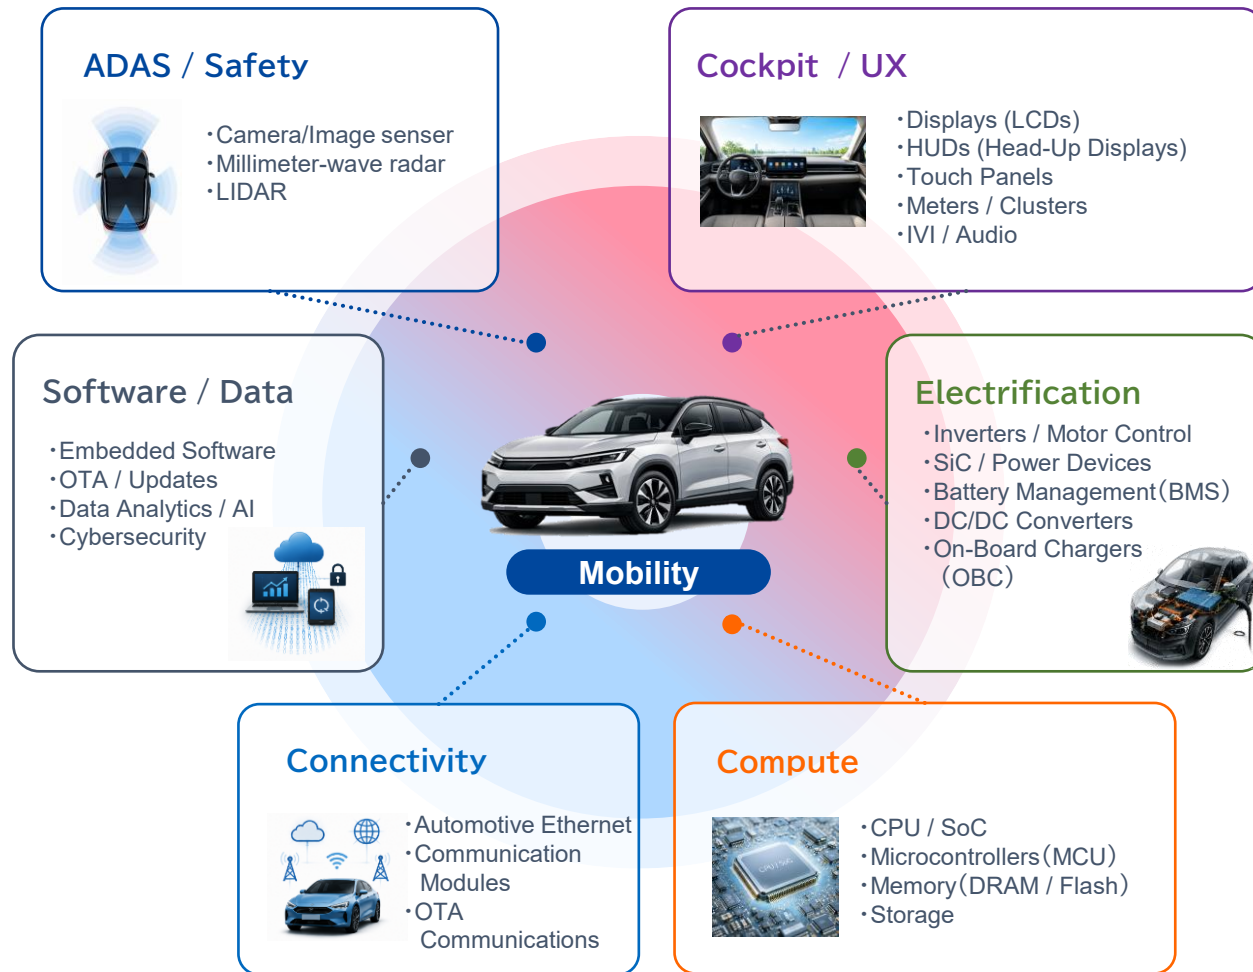 ADAS / Safety
・Camera/Image senser
・Millimeter-wave radar
・LIDAR
Cockpit / UX
・Displays (LCDs)
・HUDs (Head-Up Displays)
・Touch Panels
・Meters / Clusters
・IVI / Audio
Software / Data
・Embedded Software
・OTA / Updates
・Data Analytics / AI
・Cybersecurity
Electrification
・Inverters / Motor Control
・SiC / Power Devices
・Battery Management（BMS）
・DC/DC Converters
・On-Board Chargers
（OBC）
Mobility
Connectivity
・Automotive Ethernet
・Communication
Modules
・OTA
Communications
Compute
CPU/SoC
・CPU / SoC
・Microcontrollers（MCU）
・Memory（DRAM / Flash）
・Storage